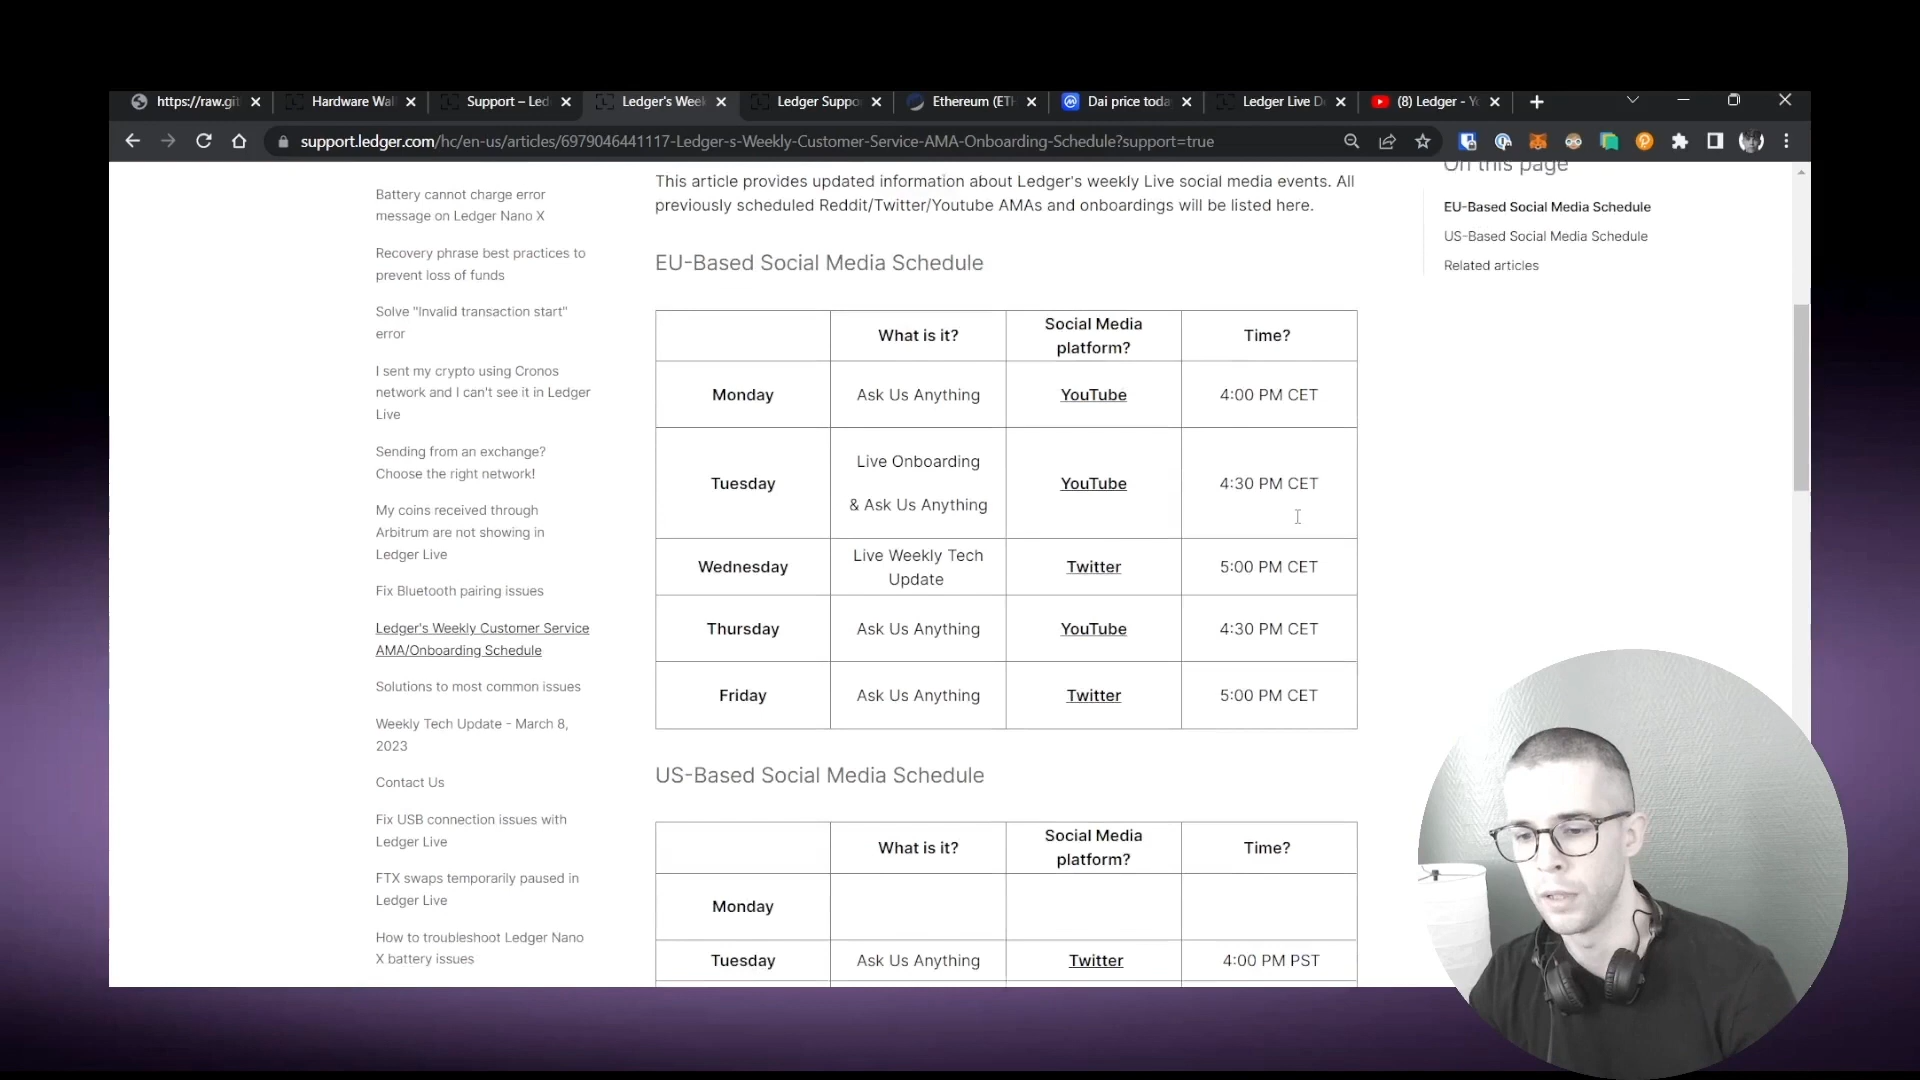 https://raw.git
Hardware Wal
Support – Led
Ledger's Week
Ledger Suppo
Ethereum (ETH
Dai price toda
Ledger Live D
(8) Ledger - Yo
support.ledger.com/hc/en-us/articles/6979046441117-Ledger-s-Weekly-Customer-Service-AMA-Onboarding-Schedule?support=true
Battery cannot charge error
message on Ledger Nano X
Recovery phrase best practices to
prevent loss of funds
Solve "Invalid transaction start"
error
I sent my crypto using Cronos
network and I can't see it in Ledger
Live
Sending from an exchange?
Choose the right network!
My coins received through
Arbitrum are not showing in
Ledger Live
Fix Bluetooth pairing issues
Ledger's Weekly Customer Service
AMA/Onboarding Schedule
Solutions to most common issues
Weekly Tech Update - March 8,
2023
Contact Us
Fix USB connection issues with
Ledger Live
FTX swaps temporarily paused in
Ledger Live
How to troubleshoot Ledger Nano
X battery issues
This article provides updated information about Ledger's weekly Live social media events. All
previously scheduled Reddit/Twitter/Youtube AMAs and onboardings will be listed here.
EU-Based Social Media Schedule
What is it?
Social Media
platform?
Time?
Monday
Ask Us Anything
YouTube
4:00 PM CET
Tuesday
Live Onboarding
& Ask Us Anything
YouTube
4:30 PM CET
Wednesday
Live Weekly Tech
Update
Twitter
5:00 PM CET
Thursday
Ask Us Anything
YouTube
4:30 PM CET
Friday
Ask Us Anything
Twitter
5:00 PM CET
US-Based Social Media Schedule
What is it?
Social Media
platform?
Time?
Monday
Tuesday
Ask Us Anything
Twitter
4:00 PM PST
On this page
EU-Based Social Media Schedule
US-Based Social Media Schedule
Related articles